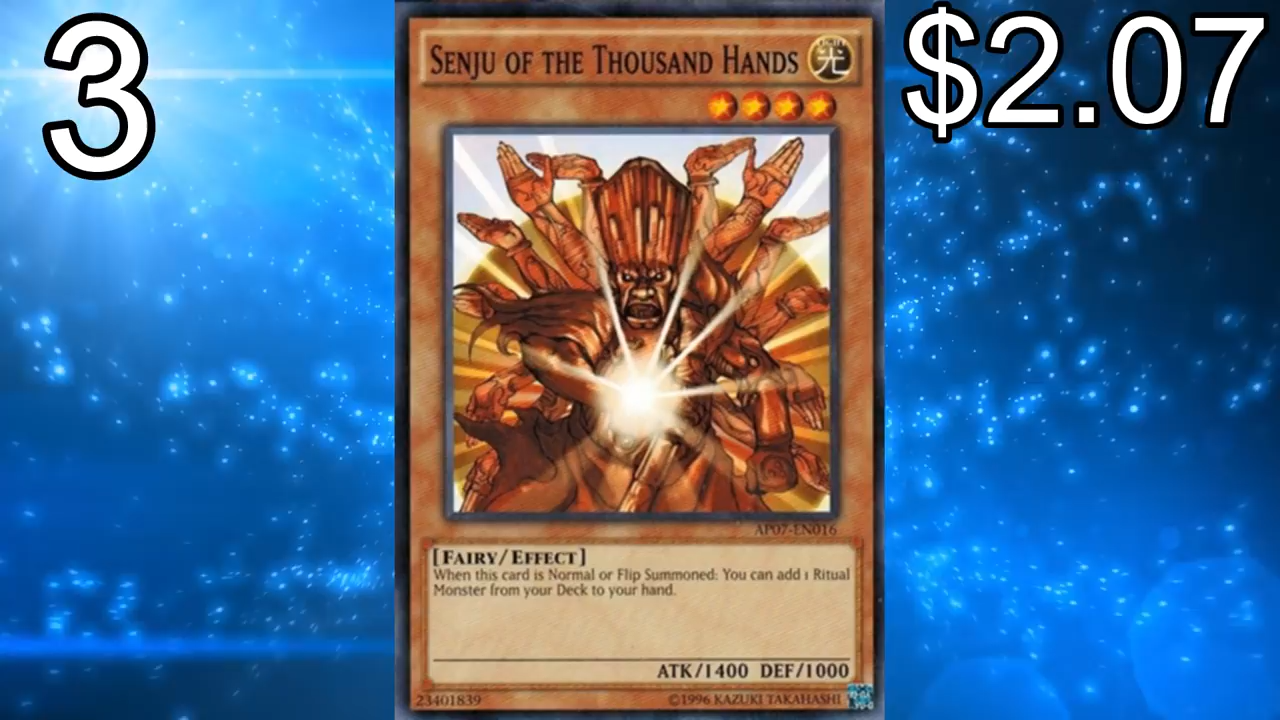 3
$2.07
SENJU OF THE THOUSAND HANDS
光
AP07-EN016
[FAIRY/EFFECT]
When this card is Normal or Flip Summoned: You can add 1 Ritual
Monster from your Deck to your hand.
ATK/1400 DEF/1000
23401839
©1996 KAZUKI TAKAHASHI